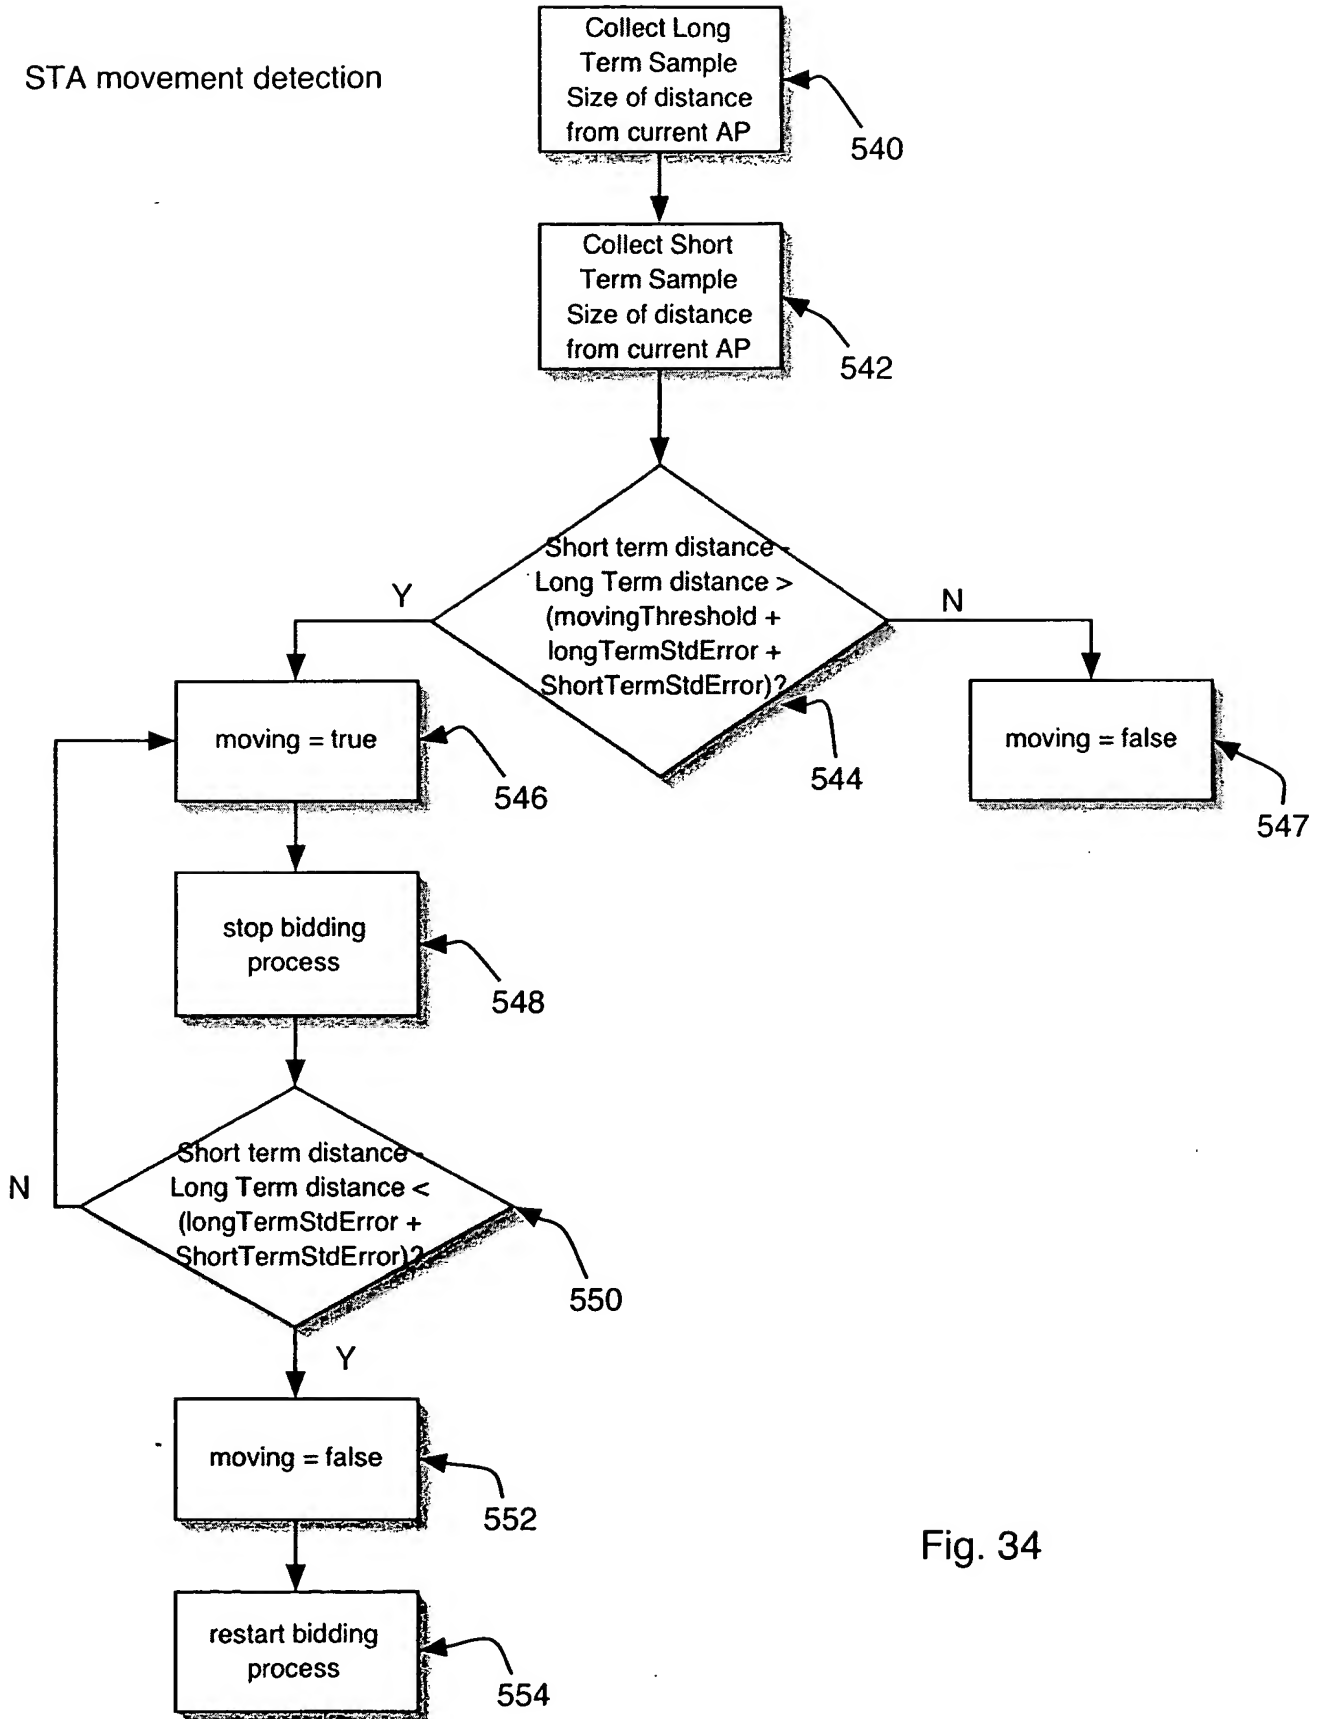 STA movement detection
Collect Long
Term Sample
Size of distance
from current AP
540
Collect Short
Term Sample
Size of distance
from current AP
542
Short term distance -
Long Term distance >
(movingThreshold +
longTermStdError +
ShortTermStdError)?
Y
N
544
moving = true
546
moving = false
547
stop bidding
process
548
Short term distance -
Long Term distance <
(longTermStdError +
ShortTermStdError)?
N
550
Y
moving = false
552
restart bidding
process
554
Fig. 34